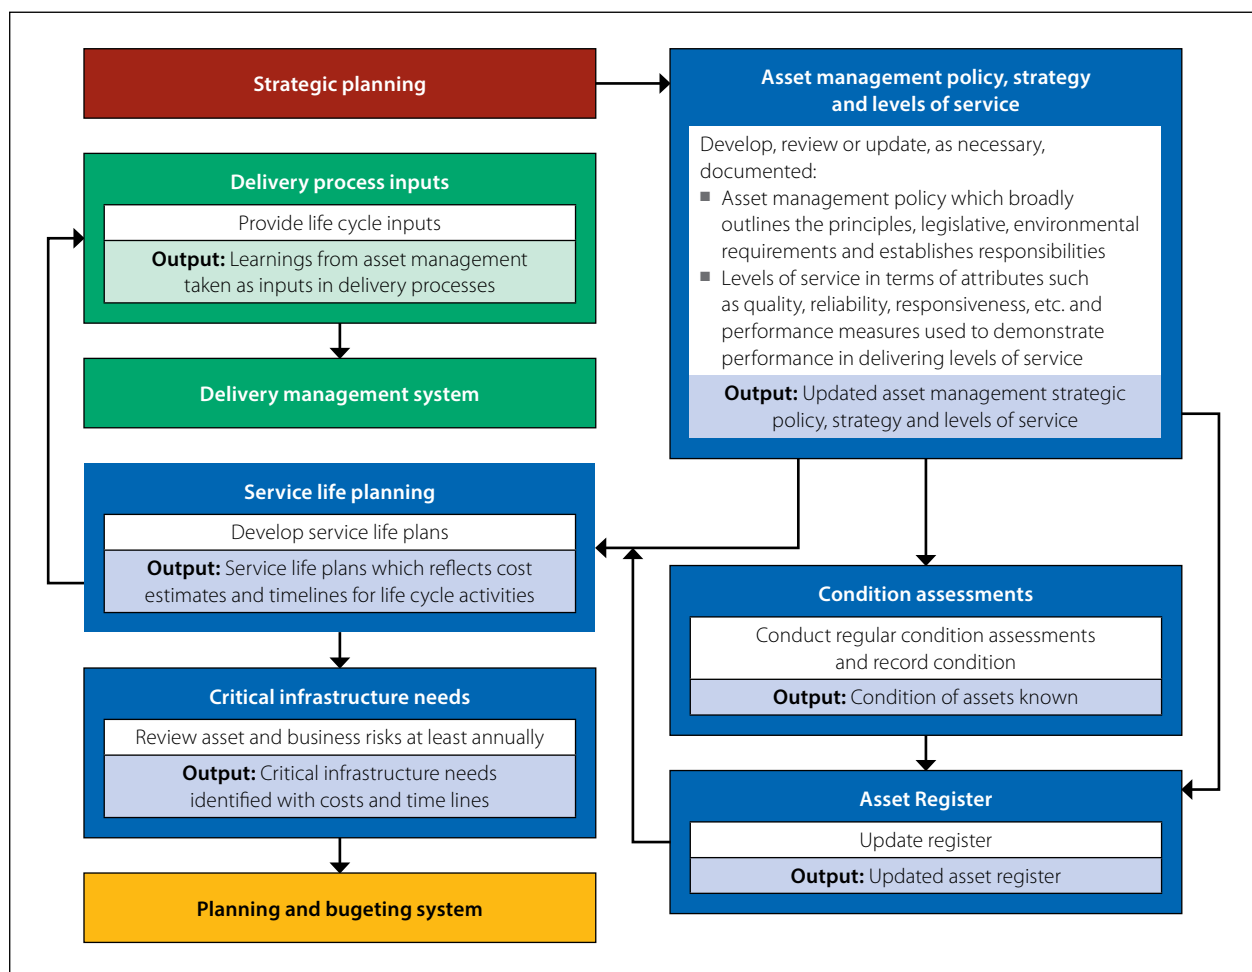 Strategic planning
Asset management policy, strategy
and levels of service
Develop, review or update, as necessary,
documented:
■ Asset management policy which broadly
outlines the principles, legislative, environmental
requirements and establishes responsibilities
■ Levels of service in terms of attributes such
as quality, reliability, responsiveness, etc. and
performance measures used to demonstrate
performance in delivering levels of service
Output: Updated asset management strategic
policy, strategy and levels of service
Delivery process inputs
Provide life cycle inputs
Output: Learnings from asset management
taken as inputs in delivery processes
Delivery management system
Service life planning
Develop service life plans
Output: Service life plans which reflects cost
estimates and timelines for life cycle activities
Condition assessments
Conduct regular condition assessments
and record condition
Output: Condition of assets known
Critical infrastructure needs
Review asset and business risks at least annually
Output: Critical infrastructure needs
identified with costs and time lines
Asset Register
Update register
Output: Updated asset register
Planning and bugeting system